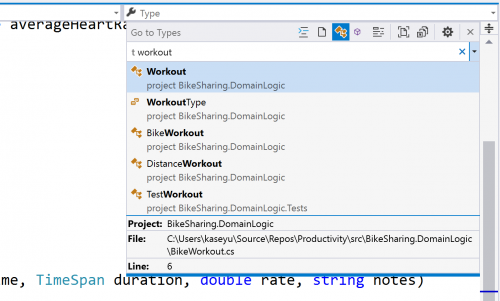 averageHeartRa
Type
Go to Types
t workout
Workout
project BikeSharing.DomainLogic
WorkoutType
project BikeSharing.DomainLogic
BikeWorkout
project BikeSharing.DomainLogic
DistanceWorkout
project BikeSharing.DomainLogic
TestWorkout
project BikeSharing.DomainLogic.Tests
Project: BikeSharing.DomainLogic
File: C:\Users\kaseyu\Source\Repos\Productivity\src\BikeSharing.DomainLogic
\BikeWorkout.cs
Line: 6
me, TimeSpan duration, double rate, string notes)